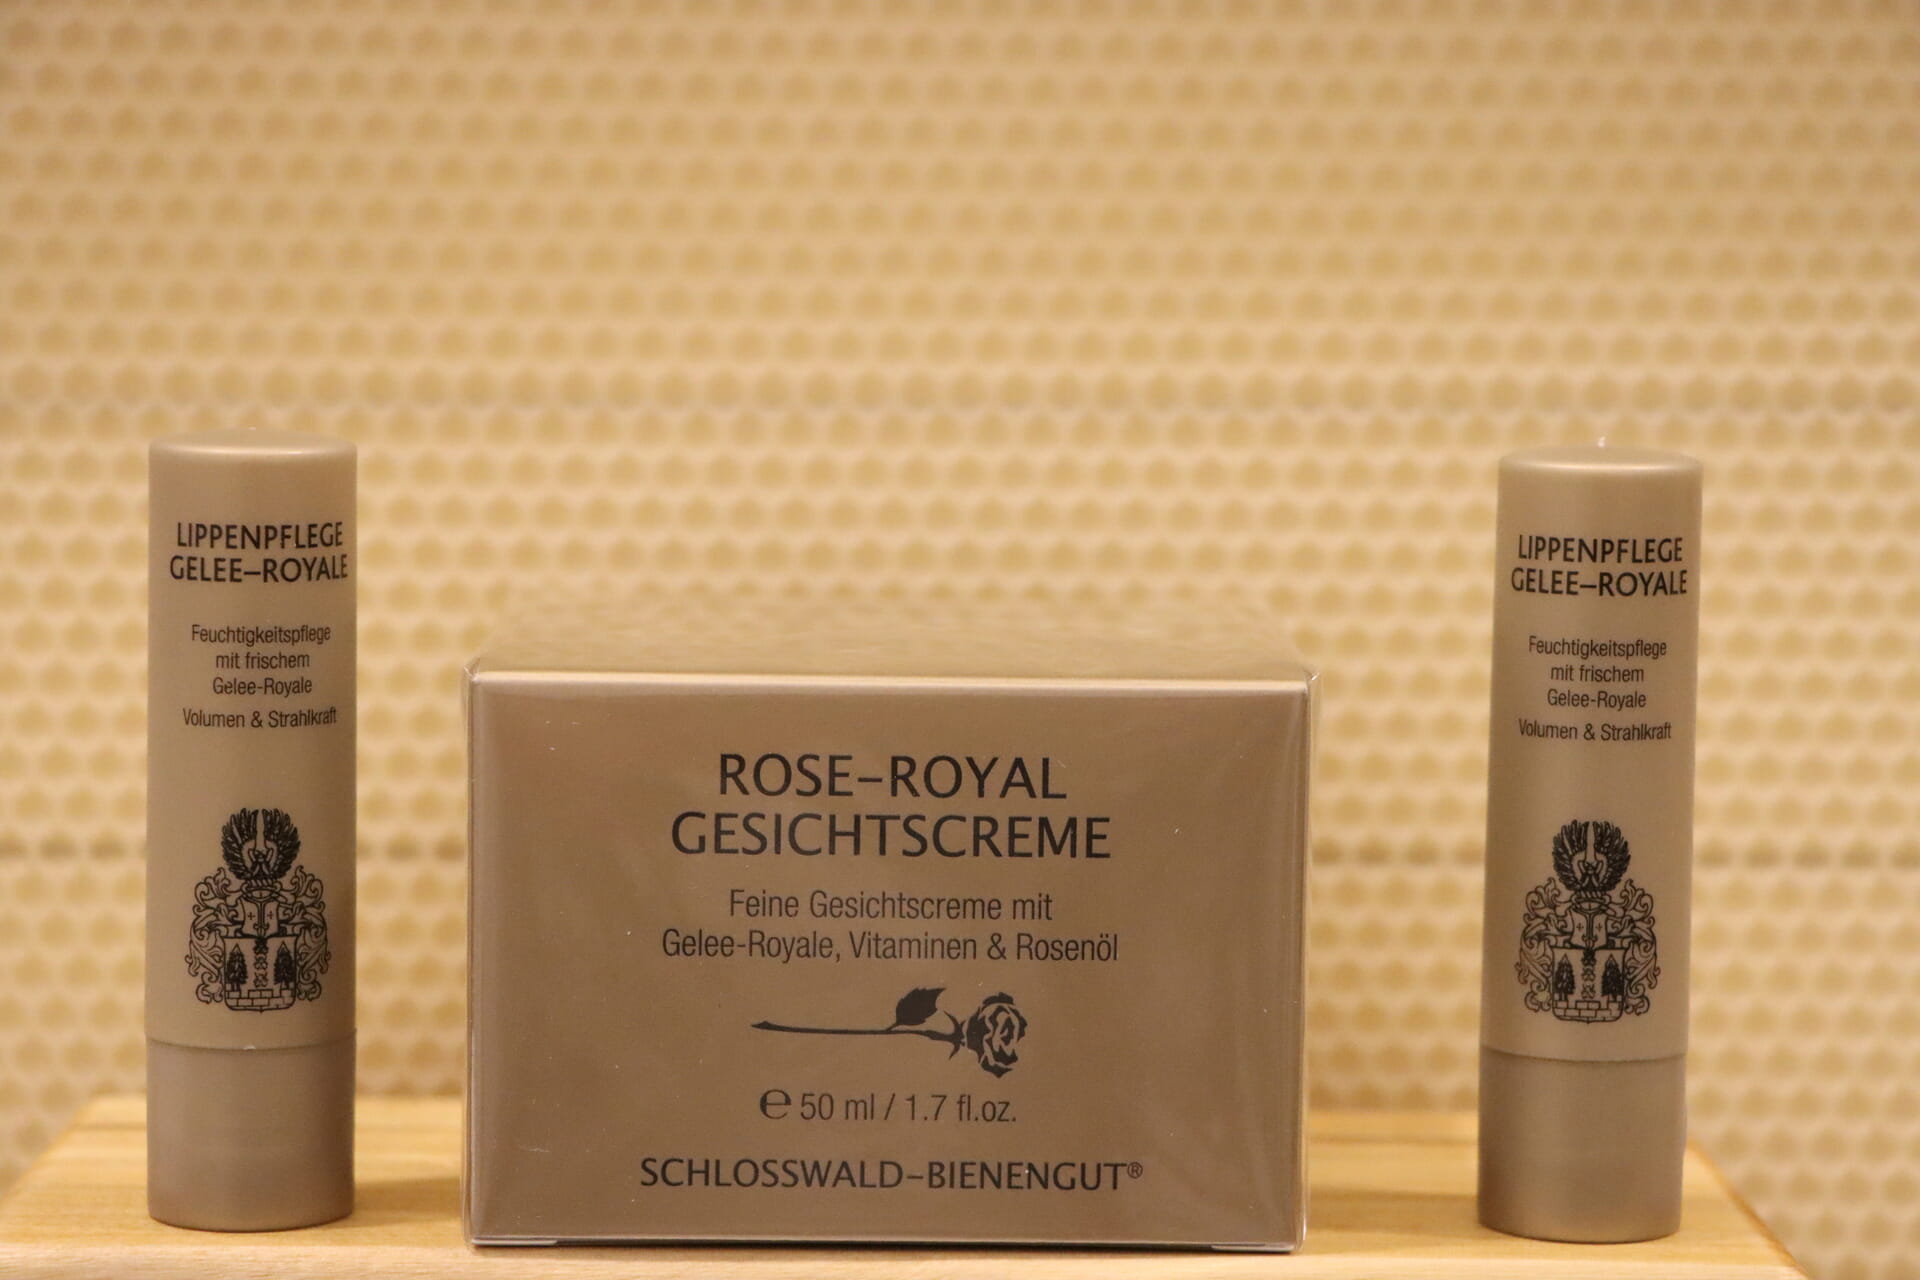 LIPPENPFLEGE
GELEE–ROYALE
Feuchtigkeitspflege
mit frischem
Gelee-Royale
Volumen & Strahlkraft
ROSE–ROYAL
GESICHTSCREME
Feine Gesichtscreme mit
Gelee-Royale, Vitaminen & Rosenöl
℮ 50 ml / 1.7 fl.oz.
SCHLOSSWALD–BIENENGUT®
LIPPENPFLEGE
GELEE–ROYALE
Feuchtigkeitspflege
mit frischem
Gelee-Royale
Volumen & Strahlkraft